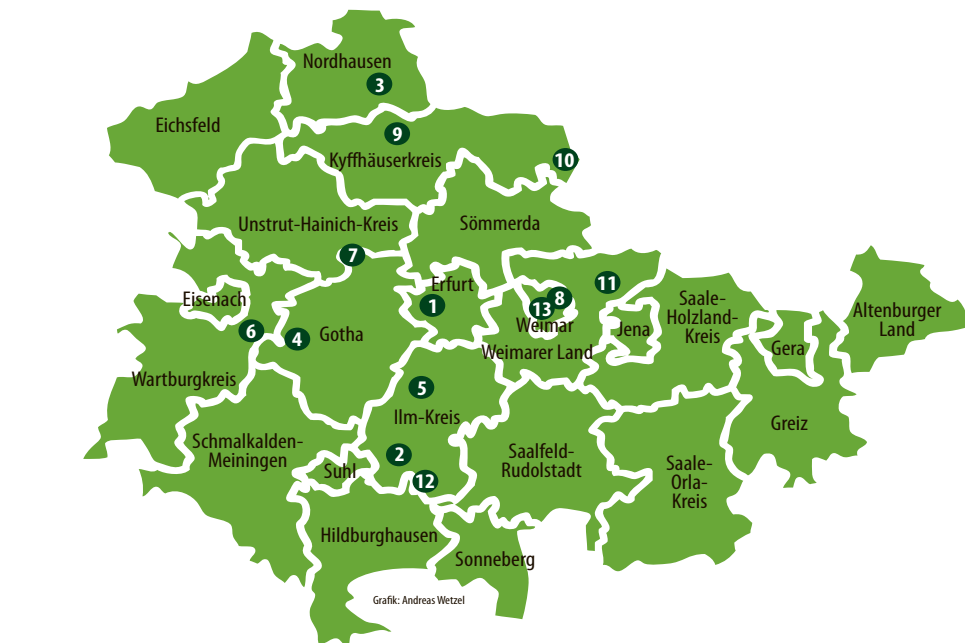 Nordhausen
3
Eichsfeld
9
Kyffhäuserkreis
10
Unstrut-Hainich-Kreis
Sömmerda
7
Eisenach
Erfurt
11
1
8
13
Weimar
Saale-
Holzland-
Kreis
Altenburger
Land
6
4
Gotha
Jena
Gera
Weimarer Land
Wartburgkreis
5
Ilm-Kreis
Greiz
Schmalkalden-
Meiningen
2
Suhl
12
Saalfeld-
Rudolstadt
Saale-
Orla-
Kreis
Hildburghausen
Sonneberg
Grafik: Andreas Wetzel